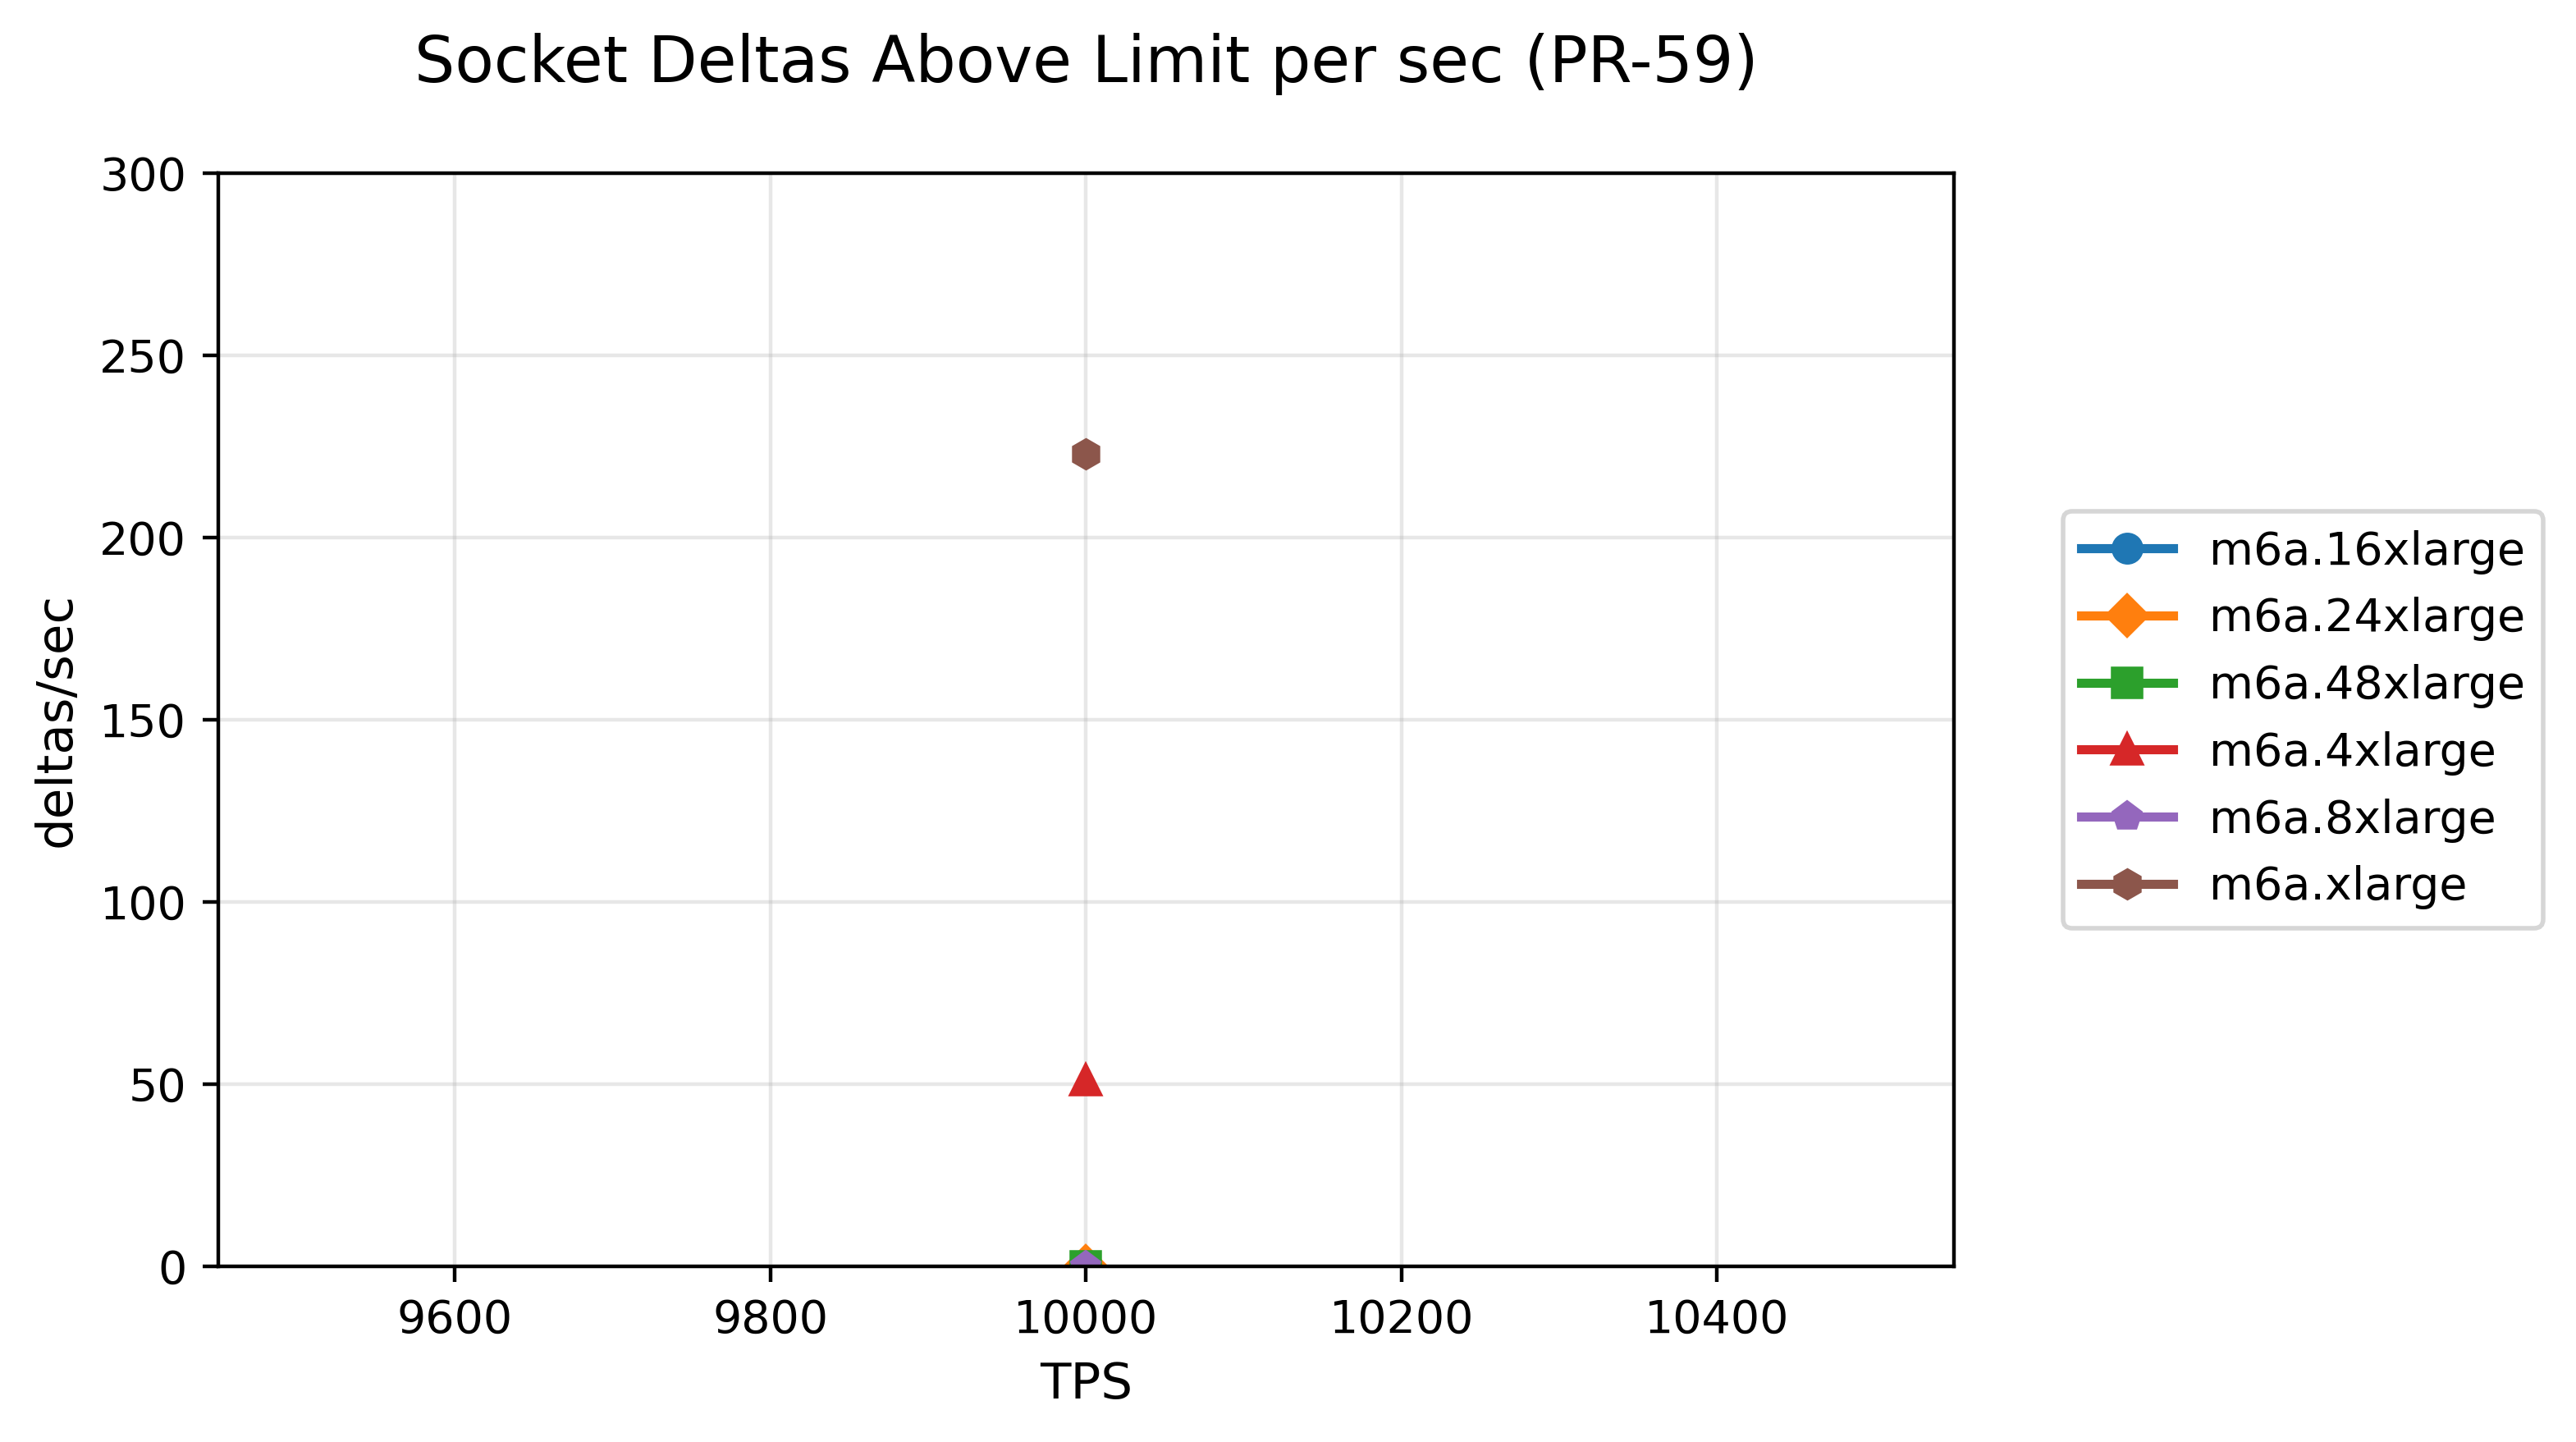 Socket Deltas Above Limit per sec (PR-59)
300
250
200
150
100
50
0
deltas/sec
9600 9800 10000 10200 10400
TPS
m6a.16xlarge
m6a.24xlarge
m6a.48xlarge
m6a.4xlarge
m6a.8xlarge
m6a.xlarge